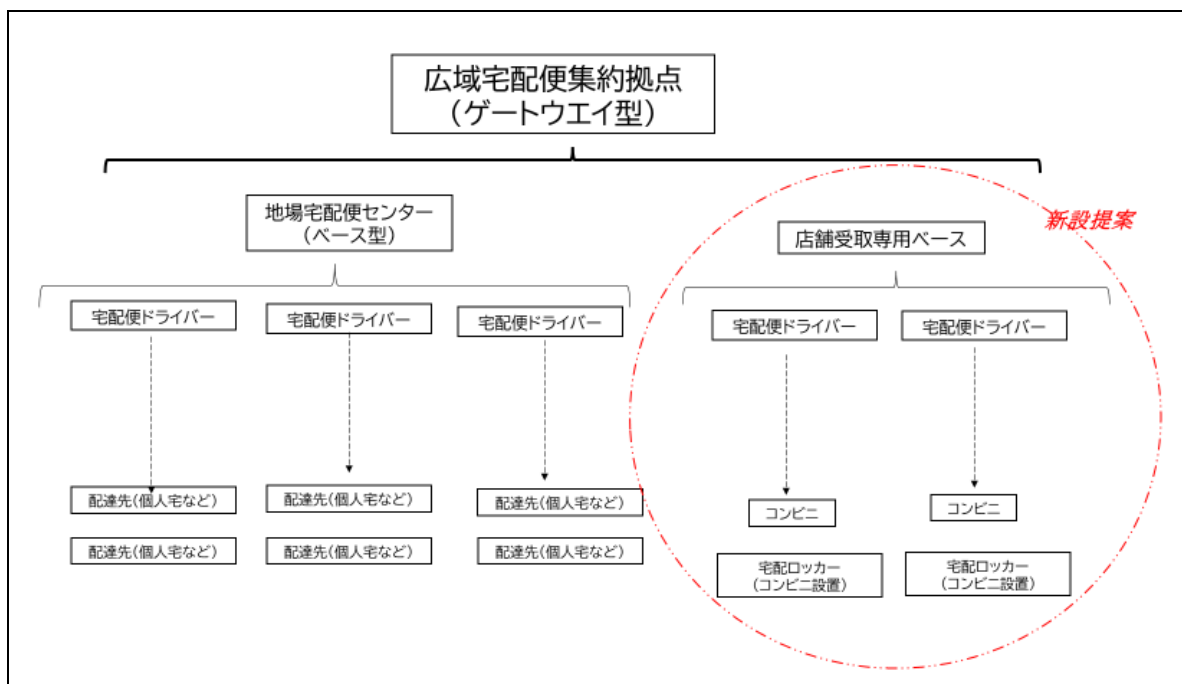 広域宅配便集約拠点
（ゲートウエイ型）
地場宅配便センター
（ベース型）
新設提案
店舗受取専用ベース
宅配便ドライバー
宅配便ドライバー
宅配便ドライバー
宅配便ドライバー
宅配便ドライバー
配達先(個人宅など)
配達先(個人宅など)
配達先(個人宅など)
コンビニ
コンビニ
配達先(個人宅など)
配達先(個人宅など)
配達先(個人宅など)
宅配ロッカー
(コンビニ設置)
宅配ロッカー
(コンビニ設置)